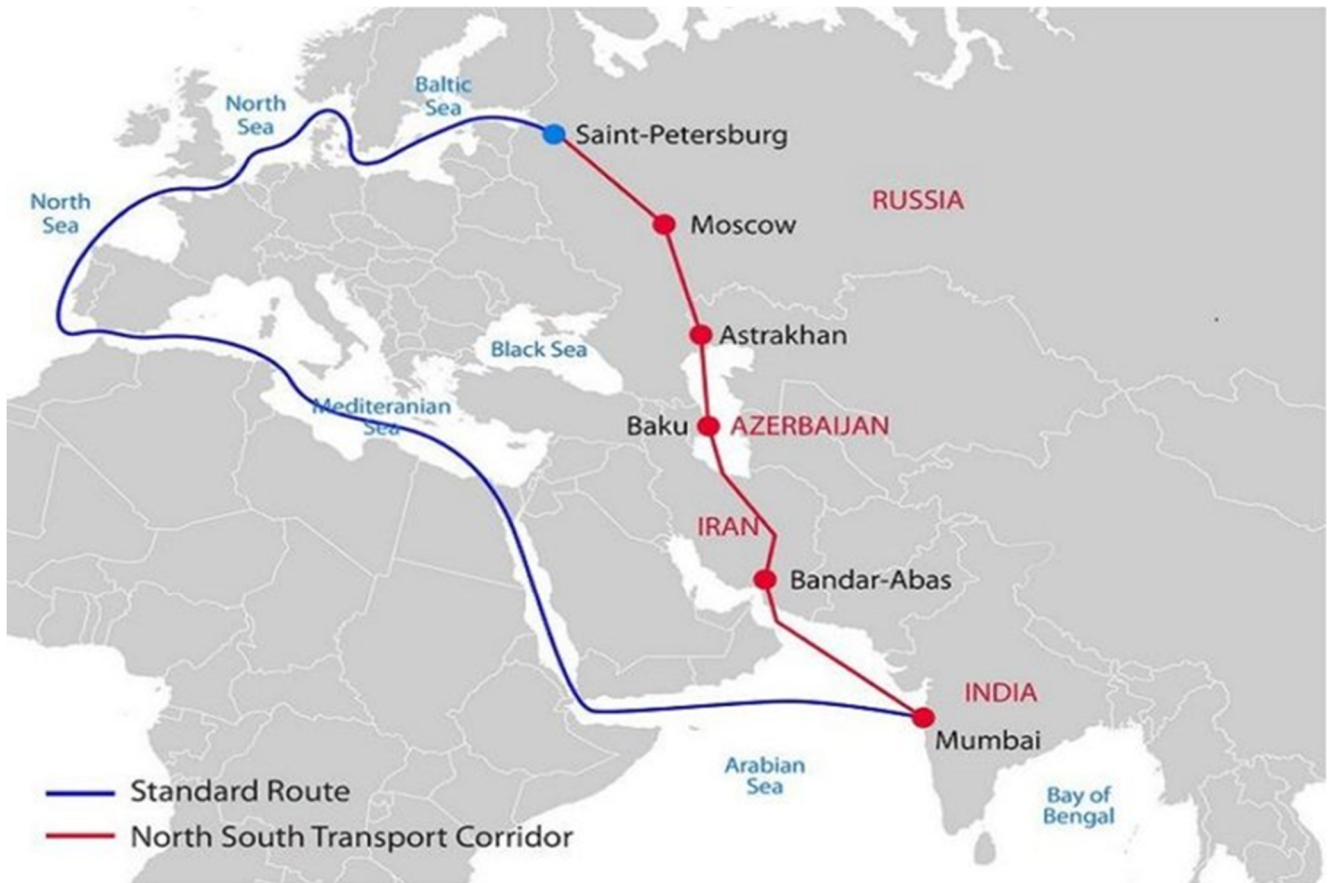 Baltic
Sea
North
Sea
Saint-Petersburg
North
Sea
RUSSIA
Moscow
Astrakhan
Black Sea
Mediteranian
Sea
Baku
AZERBAIJAN
IRAN
Bandar-Abas
INDIA
Mumbai
Arabian
Sea
Bay of
Bengal
Standard Route
North South Transport Corridor